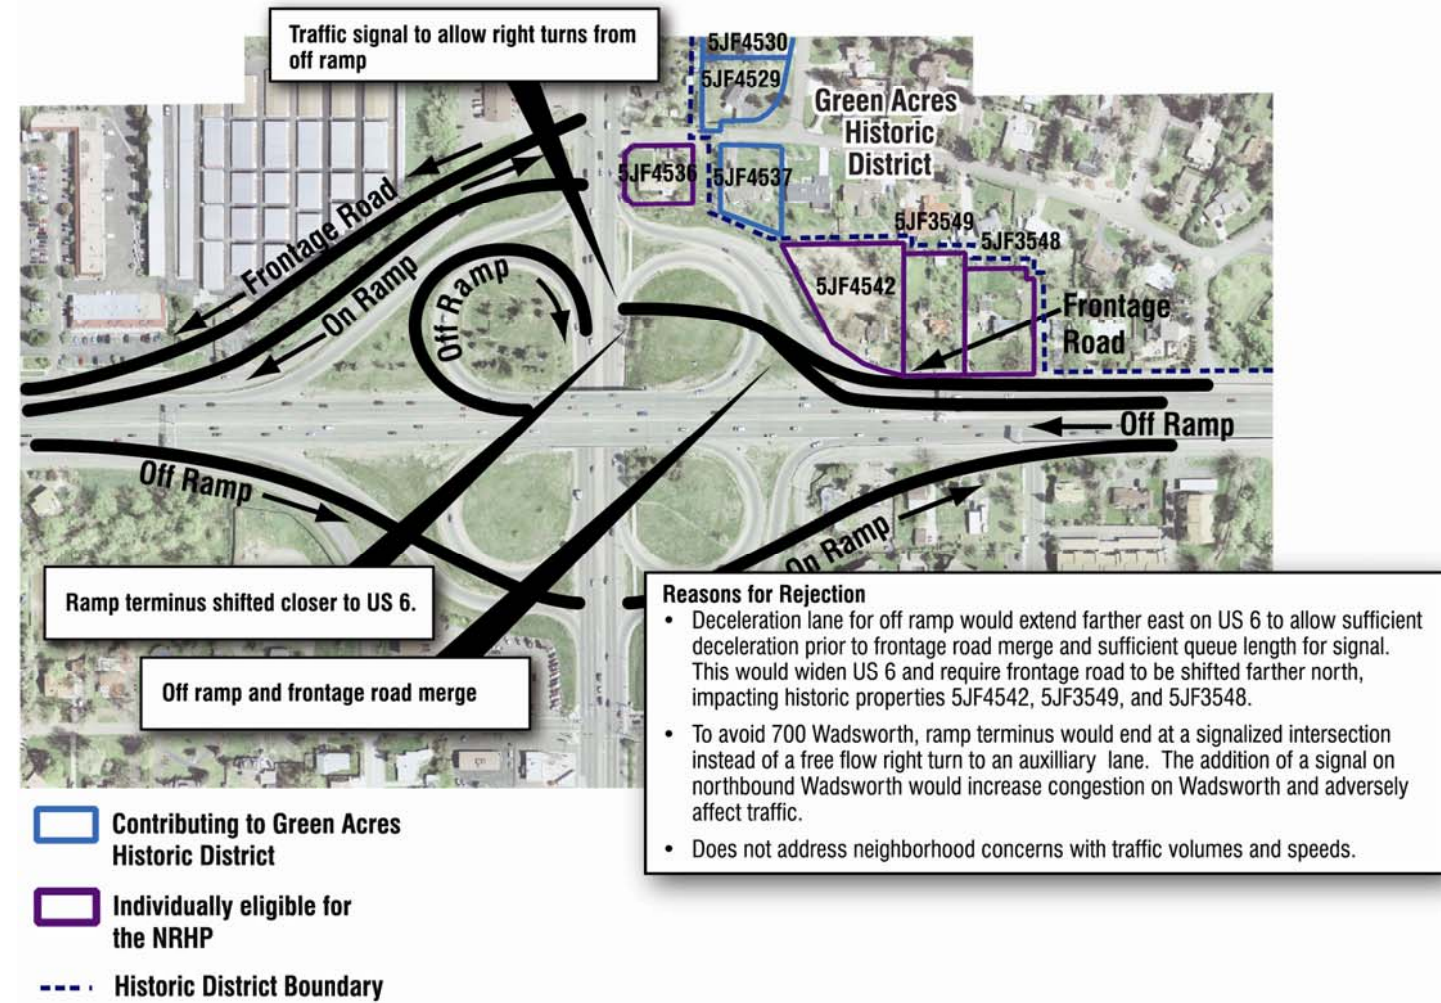 Traffic signal to allow right turns from
off ramp
5JF4530
5JF4529
Green Acres
Historic
District
5JF4536
5JF4537
5JF3549
5JF3548
5JF4542
Frontage Road
On Ramp
Off Ramp
Frontage
Road
Off Ramp
Off Ramp
On Ramp
Ramp terminus shifted closer to US 6.
Off ramp and frontage road merge
Reasons for Rejection
• Deceleration lane for off ramp would extend farther east on US 6 to allow sufficient
deceleration prior to frontage road merge and sufficient queue length for signal.
This would widen US 6 and require frontage road to be shifted farther north,
impacting historic properties 5JF4542, 5JF3549, and 5JF3548.
• To avoid 700 Wadsworth, ramp terminus would end at a signalized intersection
instead of a free flow right turn to an auxilliary lane. The addition of a signal on
northbound Wadsworth would increase congestion on Wadsworth and adversely
affect traffic.
• Does not address neighborhood concerns with traffic volumes and speeds.
Contributing to Green Acres
Historic District
Individually eligible for
the NRHP
Historic District Boundary